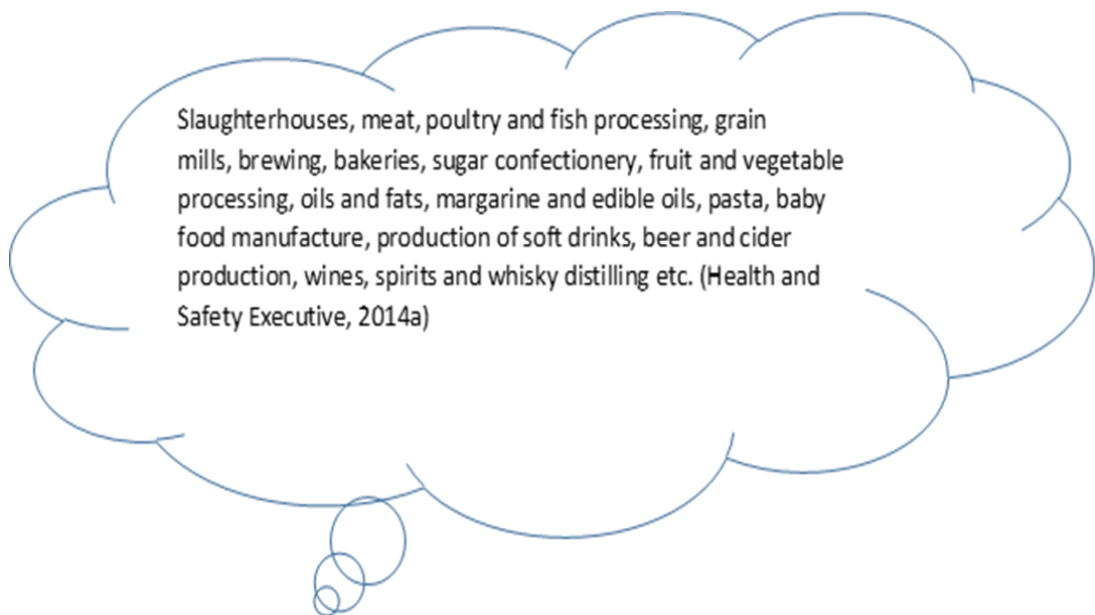 Slaughterhouses, meat, poultry and fish processing, grain
mills, brewing, bakeries, sugar confectionery, fruit and vegetable
processing, oils and fats, margarine and edible oils, pasta, baby
food manufacture, production of soft drinks, beer and cider
production, wines, spirits and whisky distilling etc. (Health and
Safety Executive, 2014a)